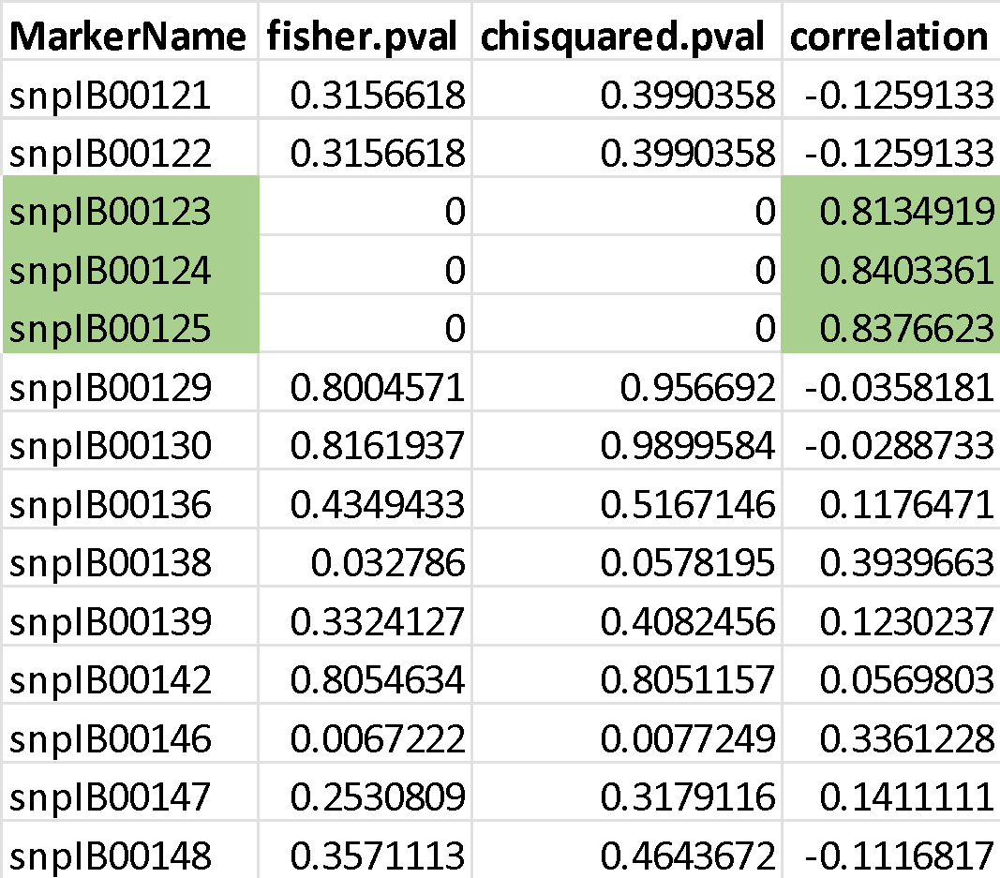 MarkerName fisher.pval chisquared.pval correlation
snpIB00121 0.3156618 0.3990358 -0.1259133
snpIB00122 0.3156618 0.3990358 -0.1259133
snpIB00123 0 0 0.8134919
snpIB00124 0 0 0.8403361
snpIB00125 0 0 0.8376623
snpIB00129 0.8004571 0.956692 -0.0358181
snpIB00130 0.8161937 0.9899584 -0.0288733
snpIB00136 0.4349433 0.5167146 0.1176471
snpIB00138 0.032786 0.0578195 0.3939663
snpIB00139 0.3324127 0.4082456 0.1230237
snpIB00142 0.8054634 0.8051157 0.0569803
snpIB00146 0.0067222 0.0077249 0.3361228
snpIB00147 0.2530809 0.3179116 0.1411111
snpIB00148 0.3571113 0.4643672 -0.1116817